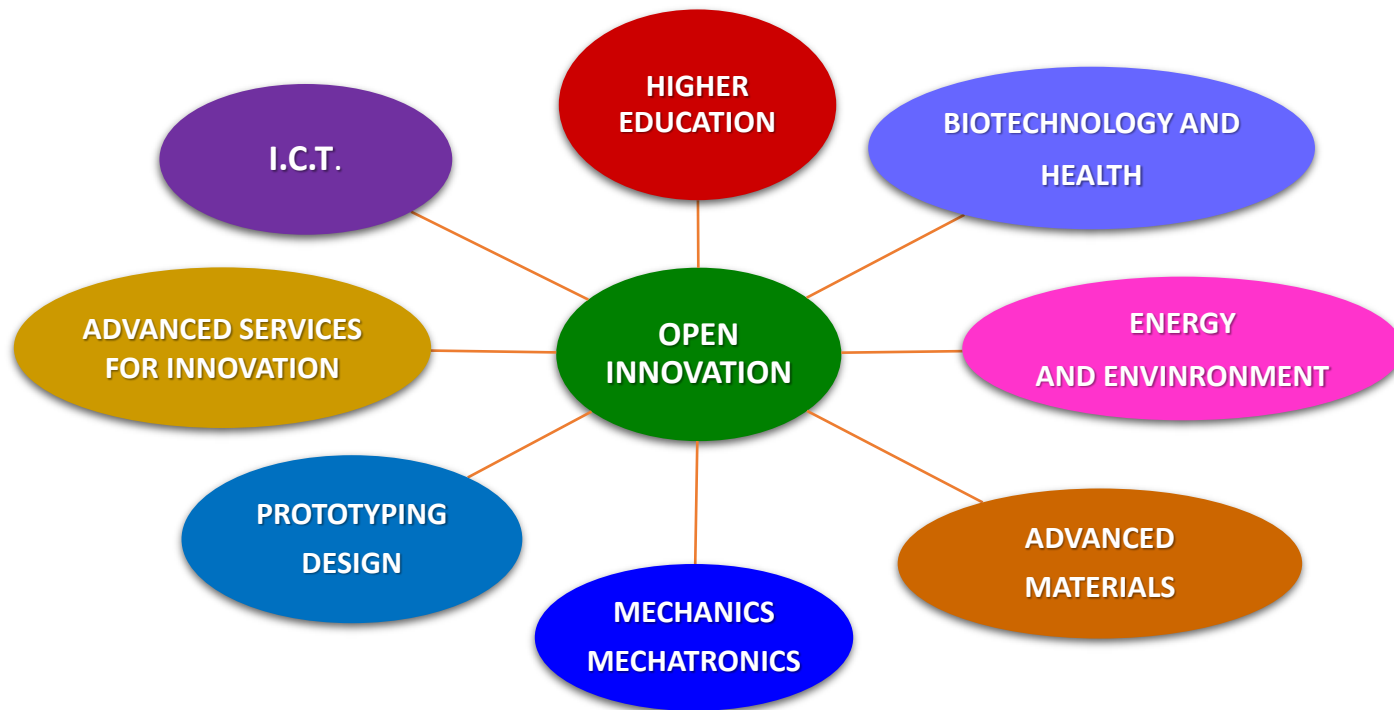 HIGHER
EDUCATION
BIOTECHNOLOGY AND
HEALTH
I.C.T.
ENERGY
AND ENVINRONMENT
ADVANCED SERVICES
FOR INNOVATION
OPEN
INNOVATION
PROTOTYPING
DESIGN
ADVANCED
MATERIALS
MECHANICS
MECHATRONICS